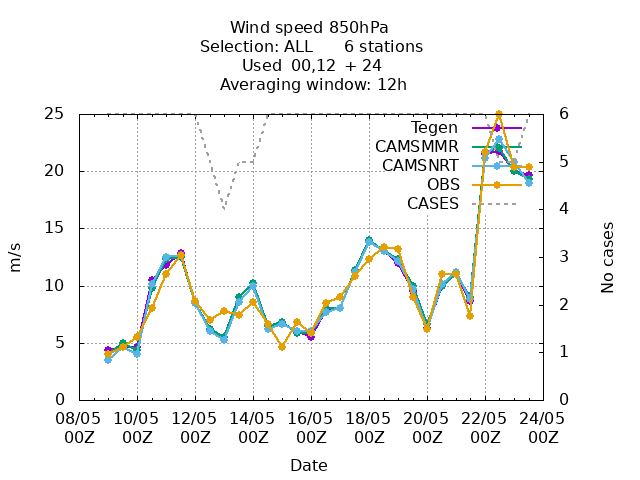 Wind speed 850hPa
Selection: ALL 6 stations
Used 00,12 + 24
Averaging window: 12h
25 6
Tegen
CAMSMMR
CAMSNRT
OBS
CASES
20 5
15 4
m/s No cases
3
10 2
5 1
0 0
08/05 10/05 12/05 14/05 16/05 18/05 20/05 22/05 24/05
00Z 00Z 00Z 00Z 00Z 00Z 00Z 00Z 00Z
Date